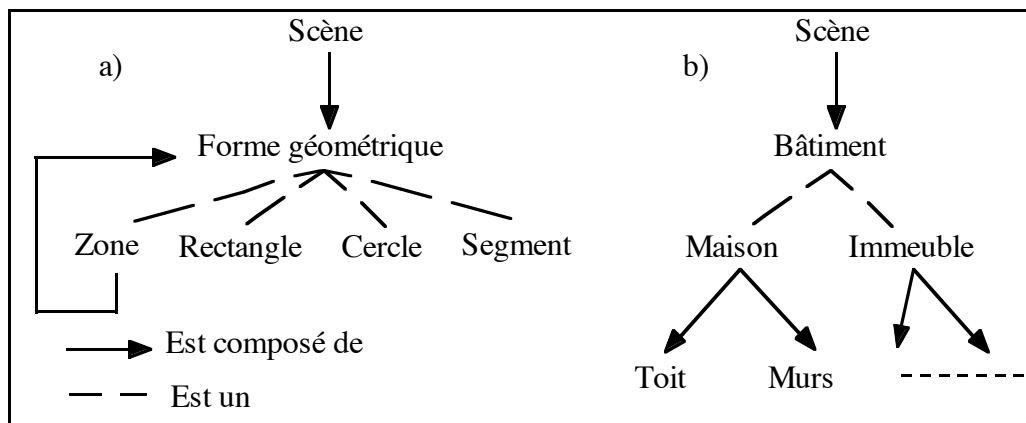 Scène
a)
Forme géométrique
Zone Rectangle Cercle Segment
Est composé de
Est un
Scène
b)
Bâtiment
Maison Immeuble
Toit Murs